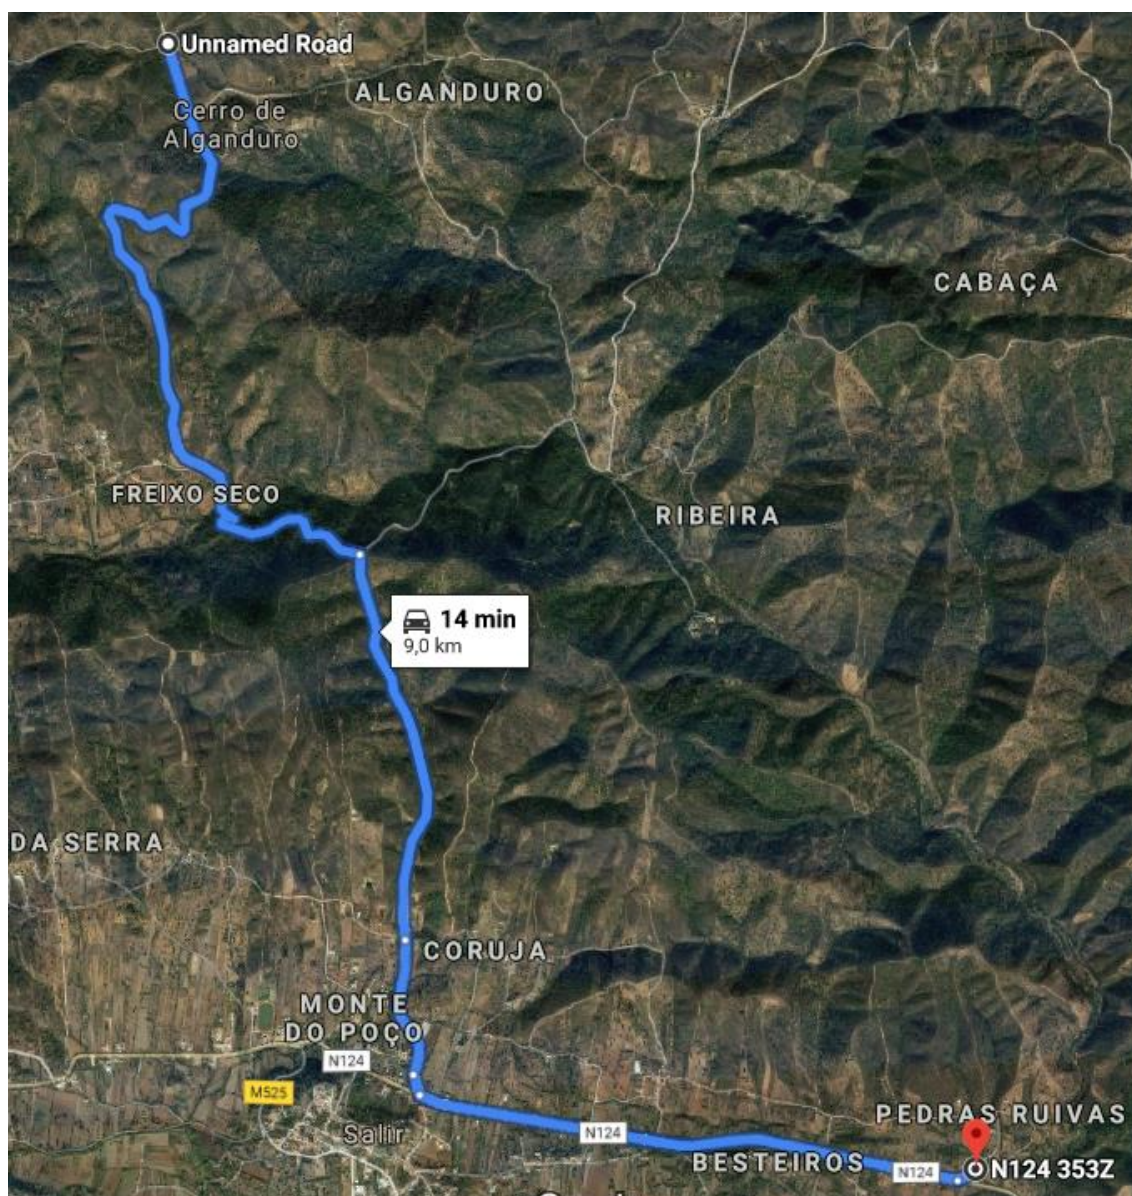 Unnamed Road
ALGANDURO
Cerro de
Alganduro
CABAÇA
FREIXO SECO
RIBEIRA
14 min
9,0 km
DA SERRA
CORUJA
MONTE
DO POÇO
N124
M525
Salir
N124
PEDRAS RUIVAS
BESTEIROS
N124
N124 353Z